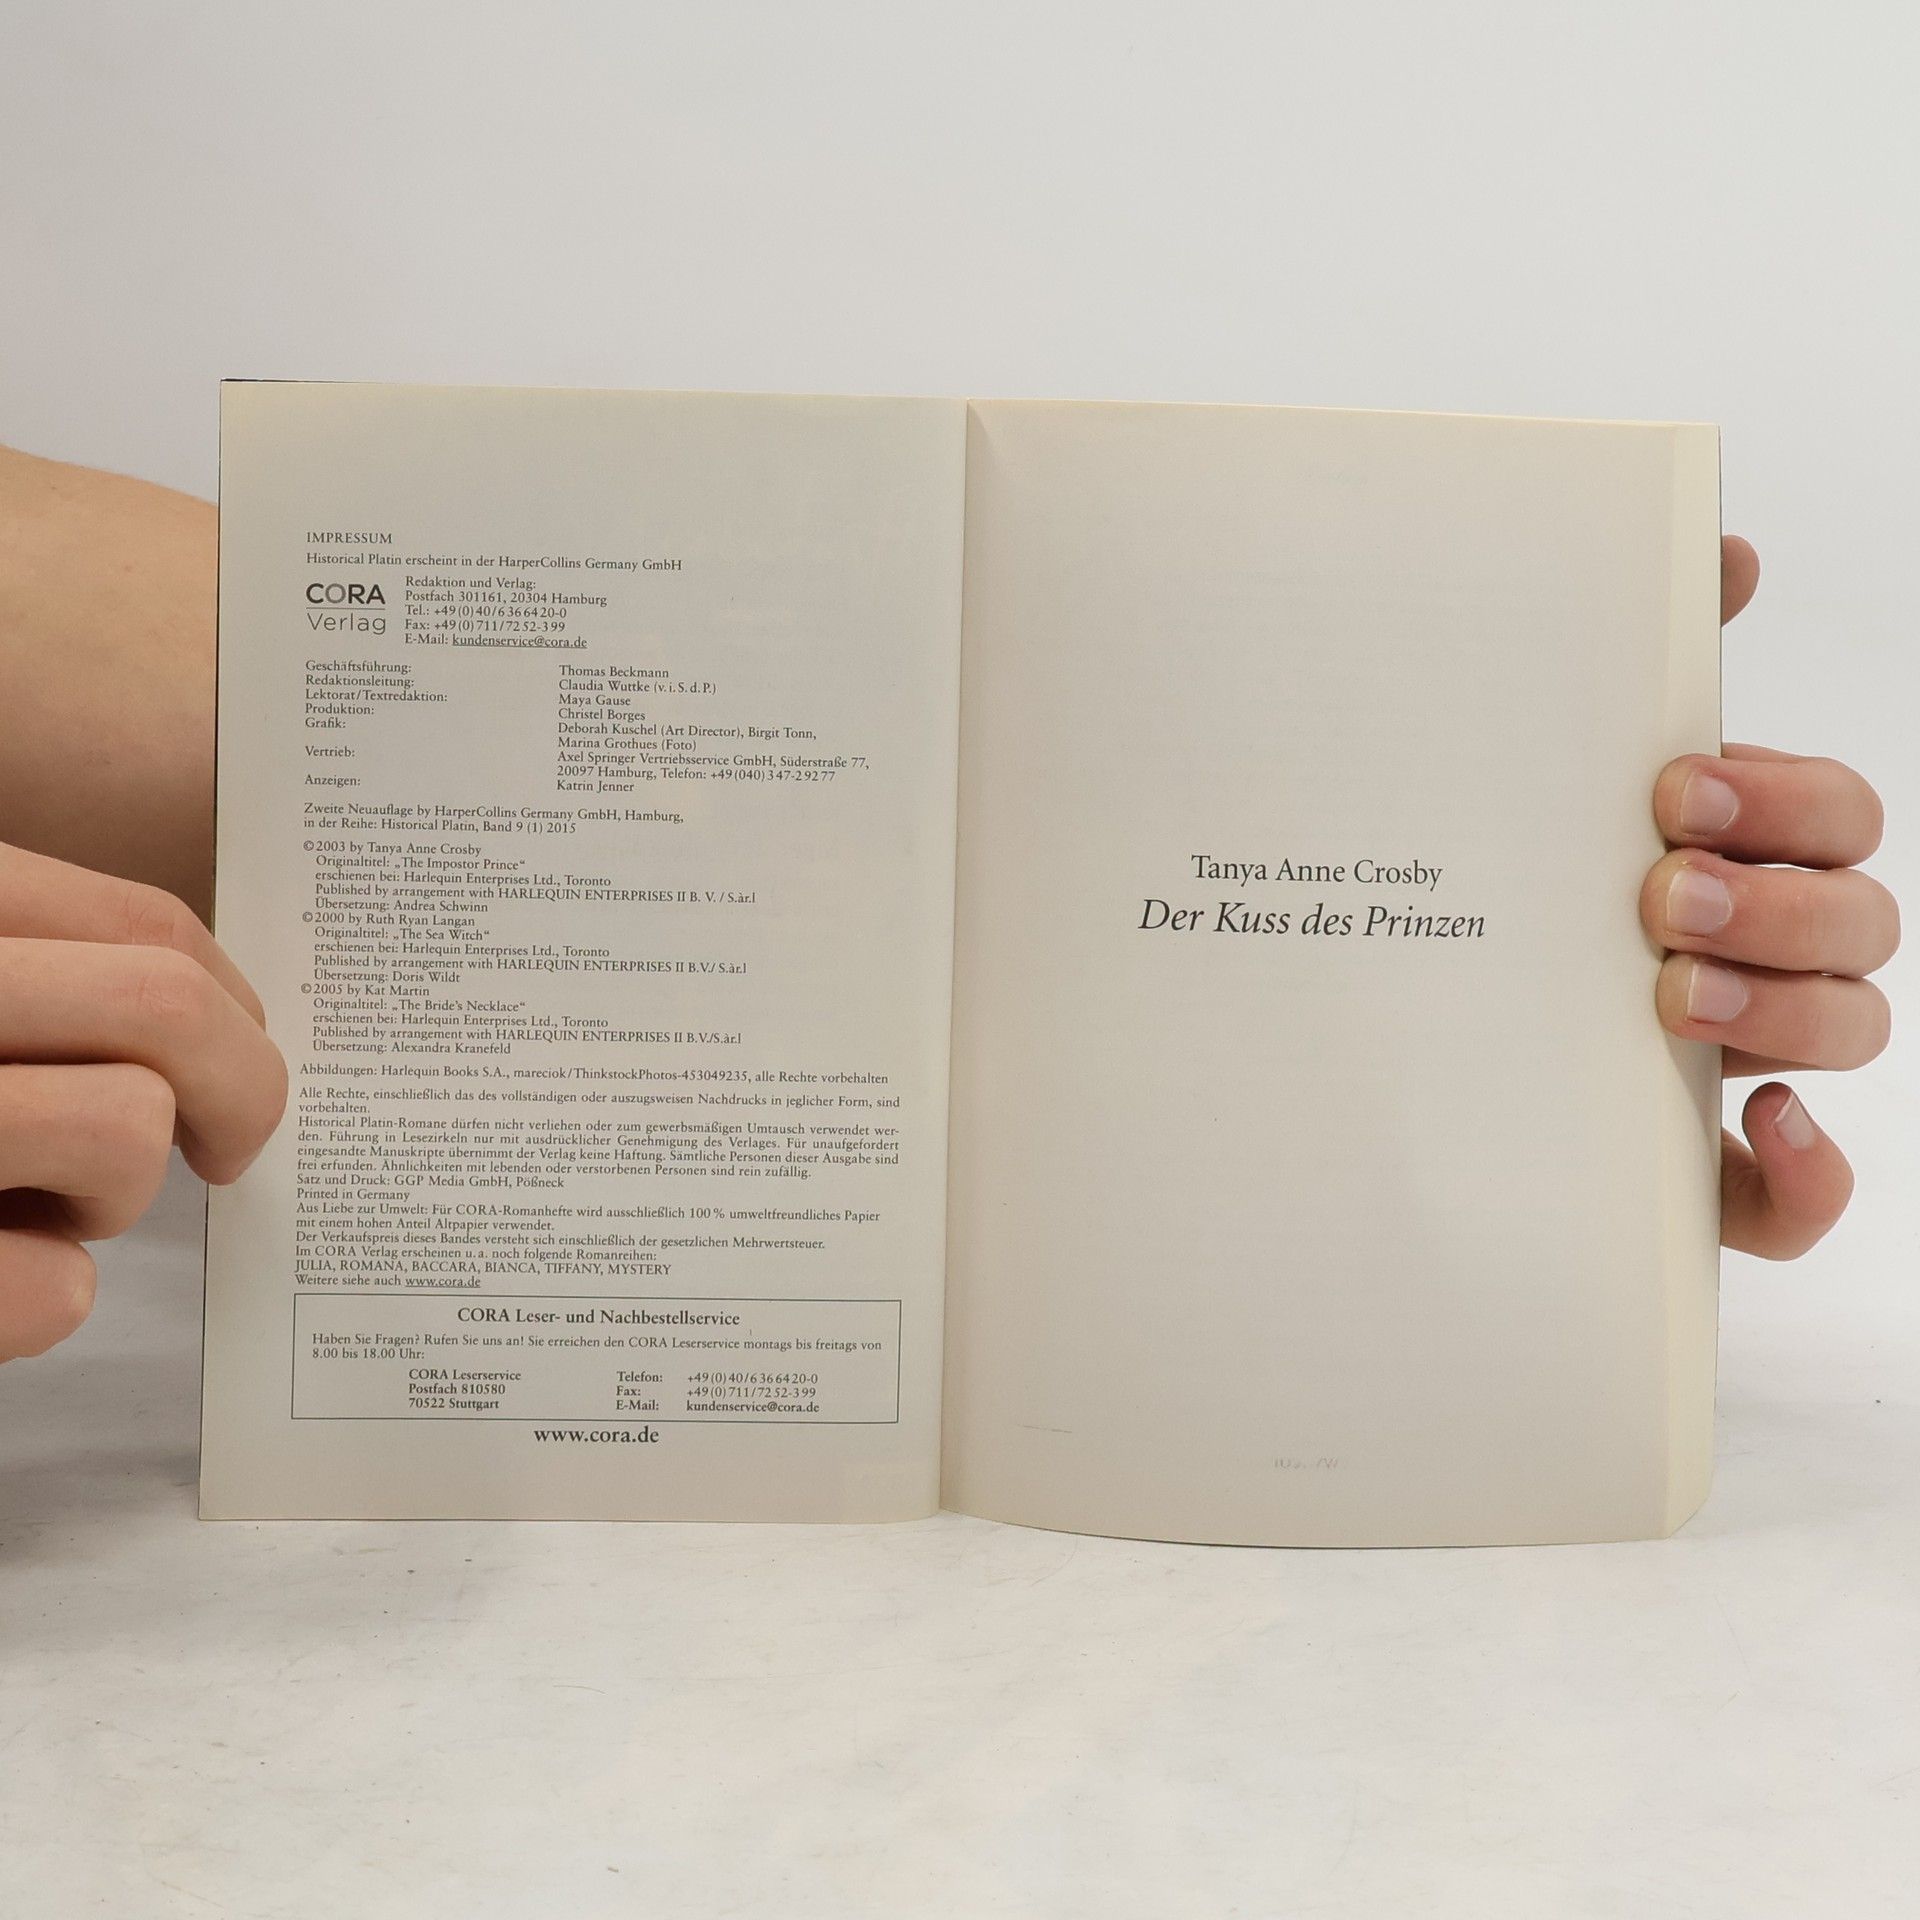 IMPRESSUM
Historical Platin erscheint in der HarperCollins Germany GmbH
CORA
Verlag
Redaktion und Verlag:
Postfach 301161, 20304 Hamburg
Tel.: +49(0)40/6366420-0
Fax: +49(0)711/7252-399
E-Mail: kundenservice@cora.de
Geschäftsführung: Thomas Beckmann
Redaktionsleitung: Claudia Wuttke (v.i.S.d.P.)
Lektorat/Textredaktion: Maya Gause
Produktion: Christel Borges
Grafik: Deborah Kuschel (Art Director), Birgit Tonn,
Marina Grothues (Foto)
Vertrieb: Axel Springer Vertriebsservice GmbH, Süderstraße 77,
20097 Hamburg, Telefon: +49(040)347-29277
Anzeigen: Katrin Jenner
Zweite Neuauflage by HarperCollins Germany GmbH, Hamburg,
in der Reihe: Historical Platin, Band 9 (1) 2015
©2003 by Tanya Anne Crosby
Originaltitel: „The Impostor Prince“
erschienen bei: Harlequin Enterprises Ltd., Toronto
Published by arrangement with HARLEQUIN ENTERPRISES II B. V. / S.àr.l
Übersetzung: Andrea Schwinn
©2000 by Ruth Ryan Langan
Originaltitel: „The Sea Witch“
erschienen bei: Harlequin Enterprises Ltd., Toronto
Published by arrangement with HARLEQUIN ENTERPRISES II B.V./ S.àr.l
Übersetzung: Doris Wildt
©2005 by Kat Martin
Originaltitel: „The Bride’s Necklace“
erschienen bei: Harlequin Enterprises Ltd., Toronto
Published by arrangement with HARLEQUIN ENTERPRISES II B.V./S.àr.l
Übersetzung: Alexandra Kranefeld
Abbildungen: Harlequin Books S.A., mareciok/ThinkstockPhotos-453049235, alle Rechte vorbehalten
Alle Rechte, einschließlich das des vollständigen oder auszugsweisen Nachdrucks in jeglicher Form, sind
vorbehalten.
Historical Platin-Romane dürfen nicht verliehen oder zum gewerbsmäßigen Umtausch verwendet wer-
den. Führung in Lesezirkeln nur mit ausdrücklicher Genehmigung des Verlages. Für unaufgefordert
eingesandte Manuskripte übernimmt der Verlag keine Haftung. Sämtliche Personen dieser Ausgabe sind
frei erfunden. Ähnlichkeiten mit lebenden oder verstorbenen Personen sind rein zufällig.
Satz und Druck: GGP Media GmbH, Pößneck
Printed in Germany
Aus Liebe zur Umwelt: Für CORA-Romanhefte wird ausschließlich 100% umweltfreundliches Papier
mit einem hohen Anteil Altpapier verwendet.
Der Verkaufspreis dieses Bandes versteht sich einschließlich der gesetzlichen Mehrwertsteuer.
Im CORA Verlag erscheinen u.a. noch folgende Romanreihen:
JULIA, ROMANA, BACCARA, BIANCA, TIFFANY, MYSTERY
Weitere siehe auch www.cora.de
CORA Leser- und Nachbestellservice
Haben Sie Fragen? Rufen Sie uns an! Sie erreichen den CORA Leserservice montags bis freitags von
8.00 bis 18.00 Uhr:
CORA Leserservice Telefon: +49(0)40/6366420-0
Postfach 810580 Fax: +49(0)711/7252-399
70522 Stuttgart E-Mail: kundenservice@cora.de
www.cora.de
Tanya Anne Crosby
Der Kuss des Prinzen